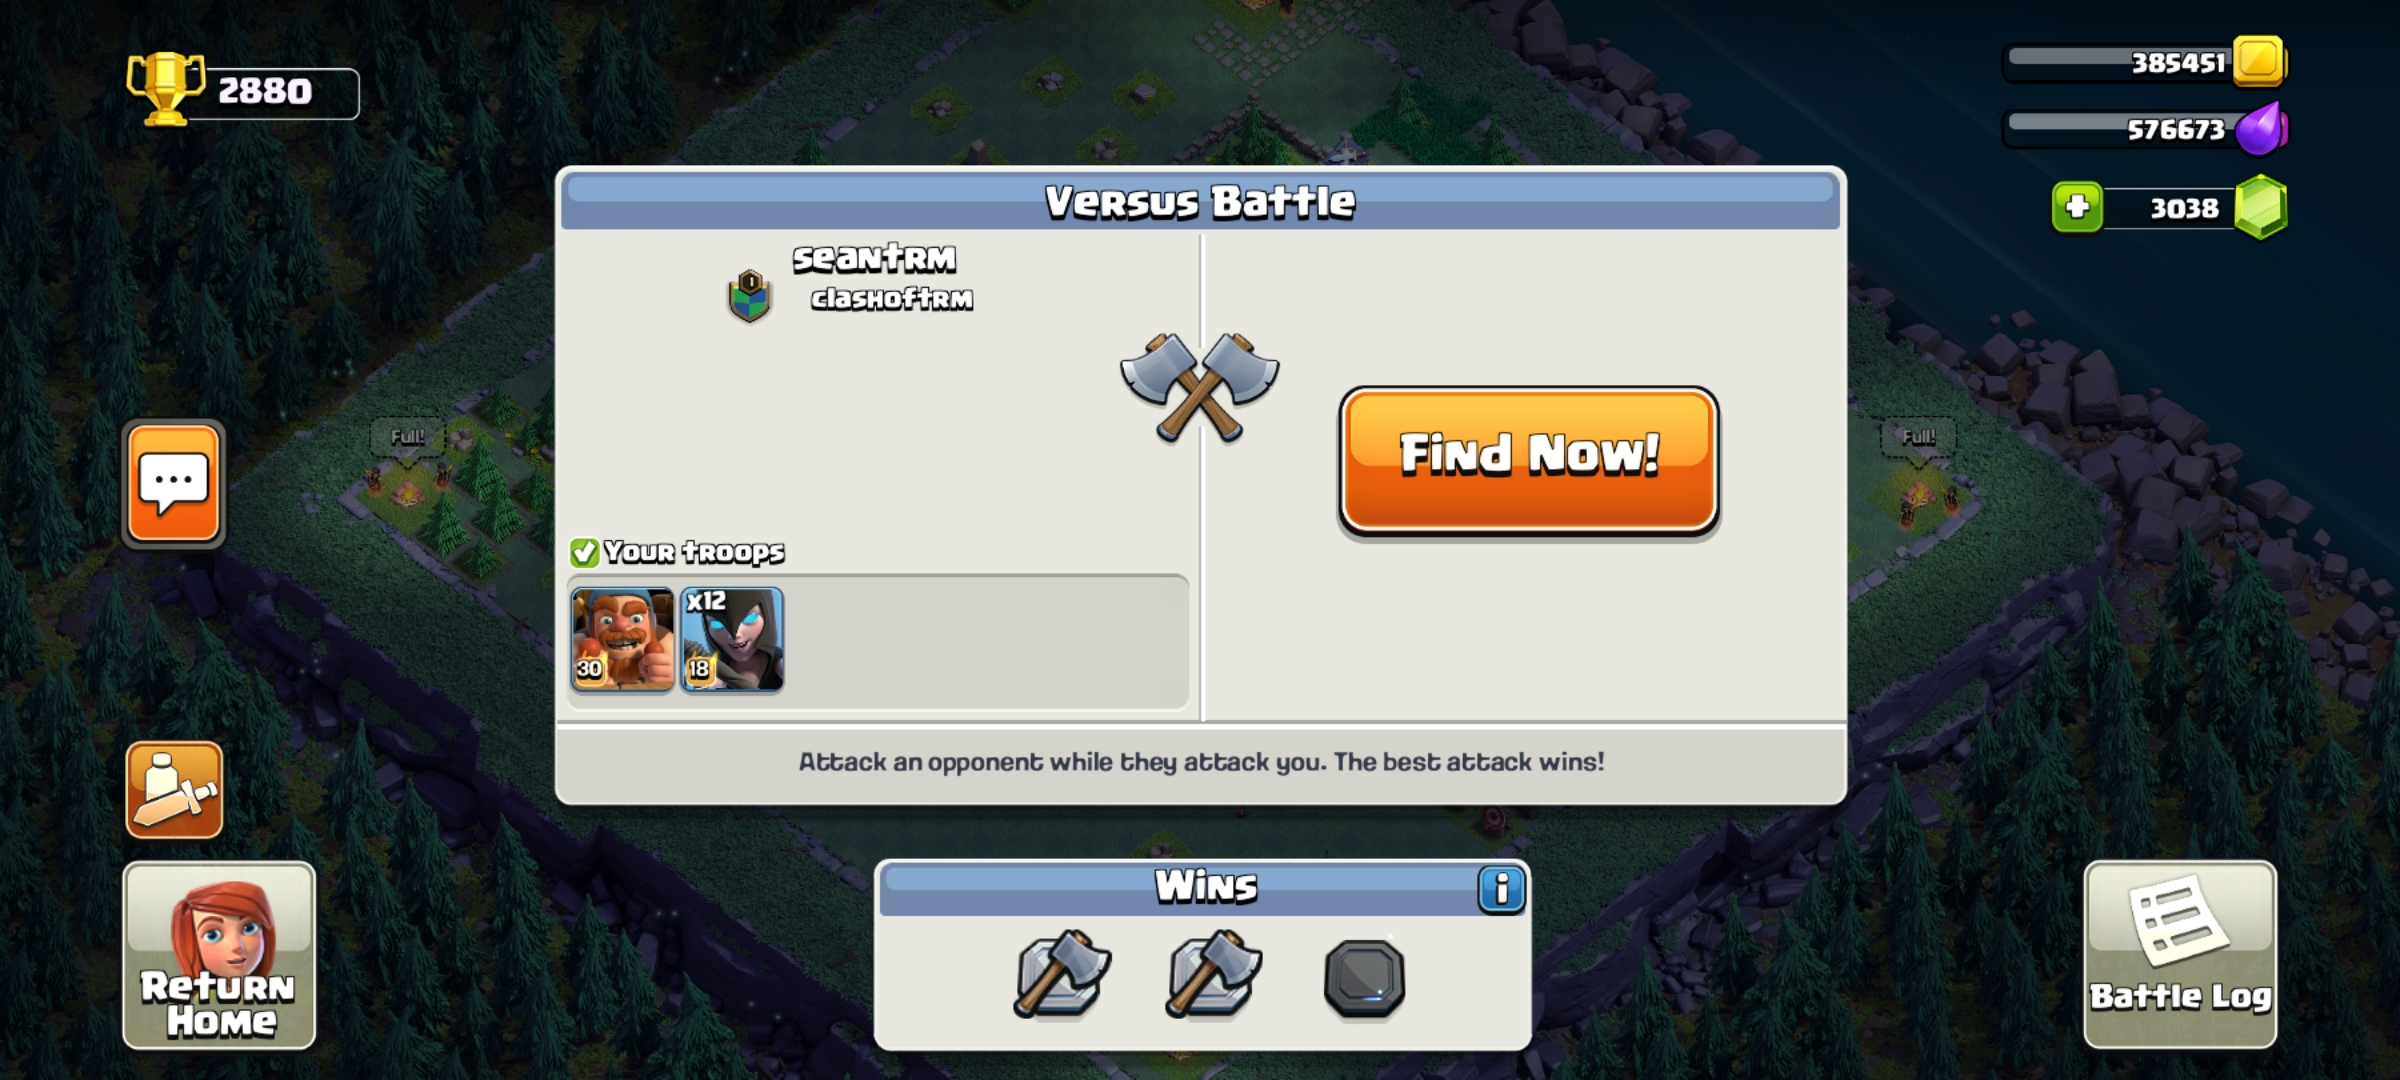 2880
385451
576673
3038
Versus Battle
seantrm
clashoftrm
1
Find Now!
Full!
Full!
Your troops
30
x12
18
Attack an opponent while they attack you. The best attack wins!
Wins
i
Return
Home
Battle Log